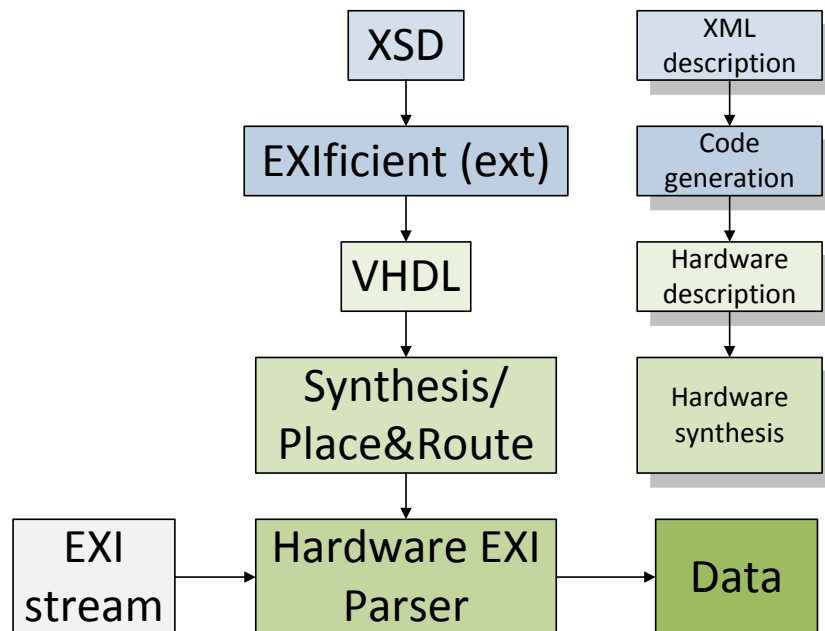 XSD
XML
description
EXIficient (ext)
Code
generation
VHDL
Hardware
description
Synthesis/
Place&Route
Hardware
synthesis
EXI
stream
Hardware EXI
Parser
Data